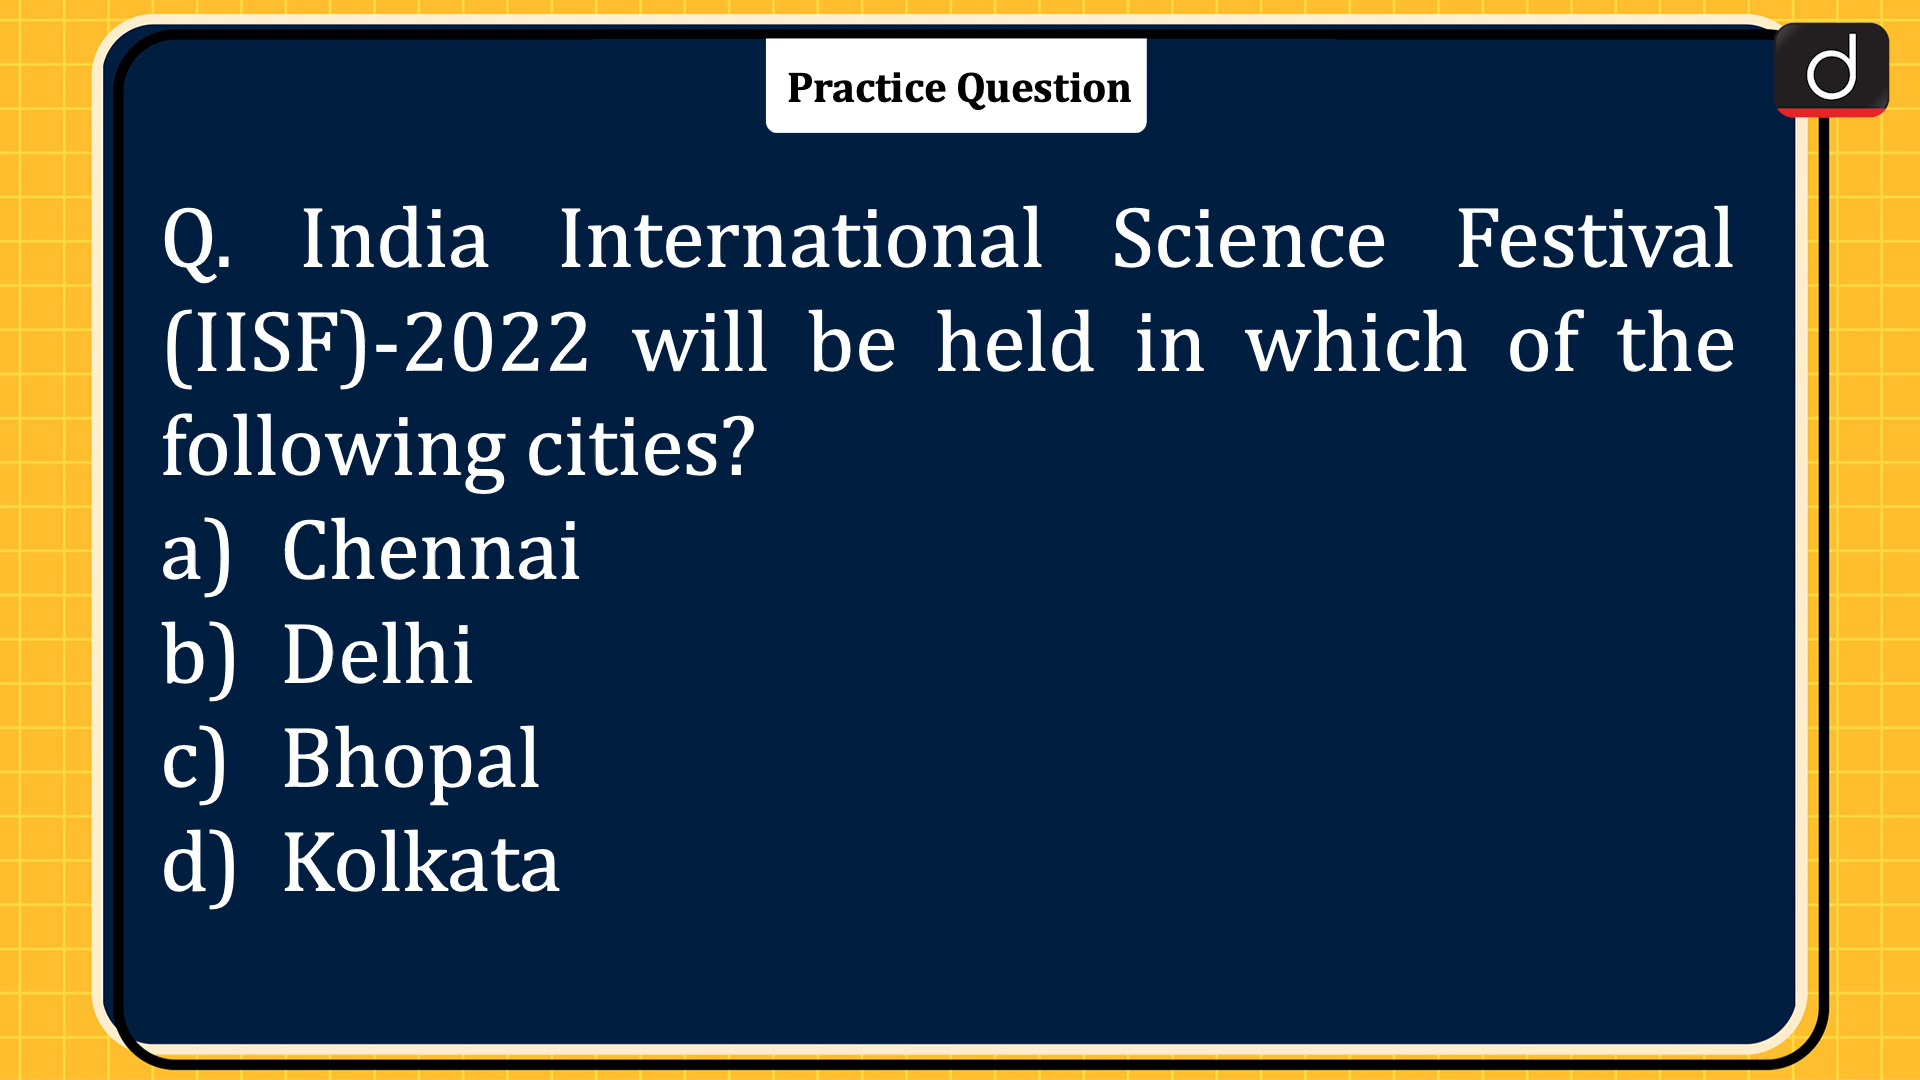 Practice Question
Q. India International Science Festival
(IISF)-2022 will be held in which of the
following cities?
a) Chennai
b) Delhi
c) Bhopal
d) Kolkata
d